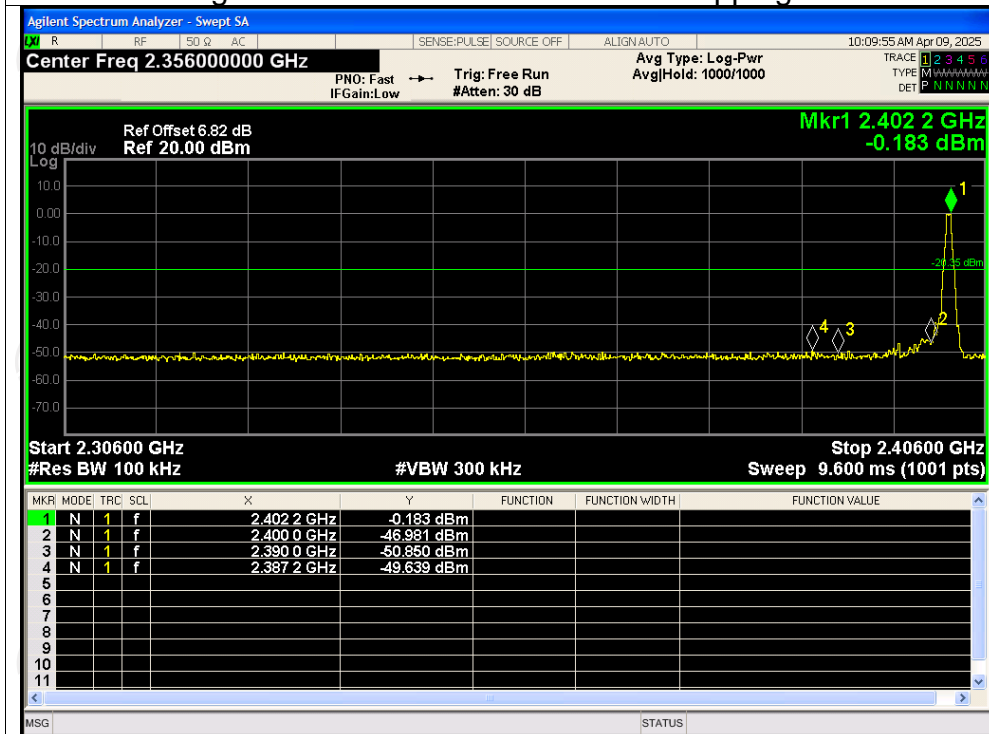 Agilent Spectrum Analyzer - Swept SA
LXI R RF 50 Ω AC SENSE:PULSE SOURCE OFF ALIGN AUTO 10:09:55 AM Apr 09, 2025
Center Freq 2.356000000 GHz
PNO: Fast
IFGain:Low
Trig: Free Run
#Atten: 30 dB
Avg Type: Log-Pwr
Avg|Hold: 1000/1000
TRACE 1 2 3 4 5 6
TYPE M
DET P N N N N N
Ref Offset 6.82 dB
10 dB/div Ref 20.00 dBm
Log
Mkr1 2.402 2 GHz
-0.183 dBm
10.0
0.00
-10.0
-20.0
-30.0
-40.0
-50.0
-60.0
-70.0
1
-20.35 dBm
4 3 2
Start 2.30600 GHz Stop 2.40600 GHz
#Res BW 100 kHz #VBW 300 kHz Sweep 9.600 ms (1001 pts)
MKR MODE TRC SCL X Y FUNCTION FUNCTION WIDTH FUNCTION VALUE
1 N 1 f 2.402 2 GHz -0.183 dBm
2 N 1 f 2.400 0 GHz -46.981 dBm
3 N 1 f 2.390 0 GHz -50.850 dBm
4 N 1 f 2.387 2 GHz -49.639 dBm
5
6
7
8
9
10
11
MSG STATUS